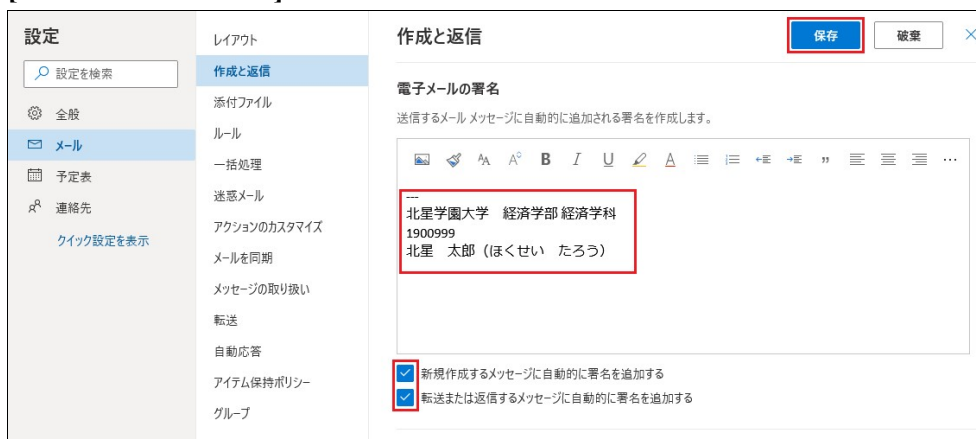 設定
設定を検索
全般
メール
予定表
連絡先
クイック設定を表示
レイアウト
作成と返信
添付ファイル
ルール
一括処理
迷惑メール
アクションのカスタマイズ
メールを同期
メッセージの取り扱い
転送
自動応答
アイテム保持ポリシー
グループ
作成と返信
保存
破棄
電子メールの署名
送信するメール メッセージに自動的に追加される署名を作成します。
B I U A
---
北星学園大学　経済学部 経済学科
1900999
北星　太郎（ほくせい　たろう）
新規作成するメッセージに自動的に署名を追加する
転送または返信するメッセージに自動的に署名を追加する